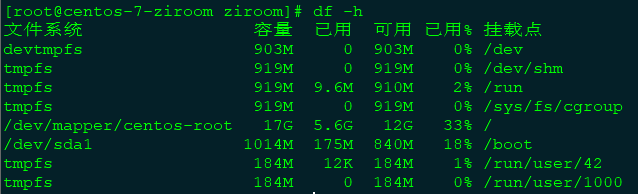 [root@centos-7-ziroom ziroom]# df -h
文件系统 容量 已用 可用 已用% 挂载点
devtmpfs 903M 0 903M 0% /dev
tmpfs 919M 0 919M 0% /dev/shm
tmpfs 919M 9.6M 910M 2% /run
tmpfs 919M 0 919M 0% /sys/fs/cgroup
/dev/mapper/centos-root 17G 5.6G 12G 33% /
/dev/sda1 1014M 175M 840M 18% /boot
tmpfs 184M 12K 184M 1% /run/user/42
tmpfs 184M 0 184M 0% /run/user/1000